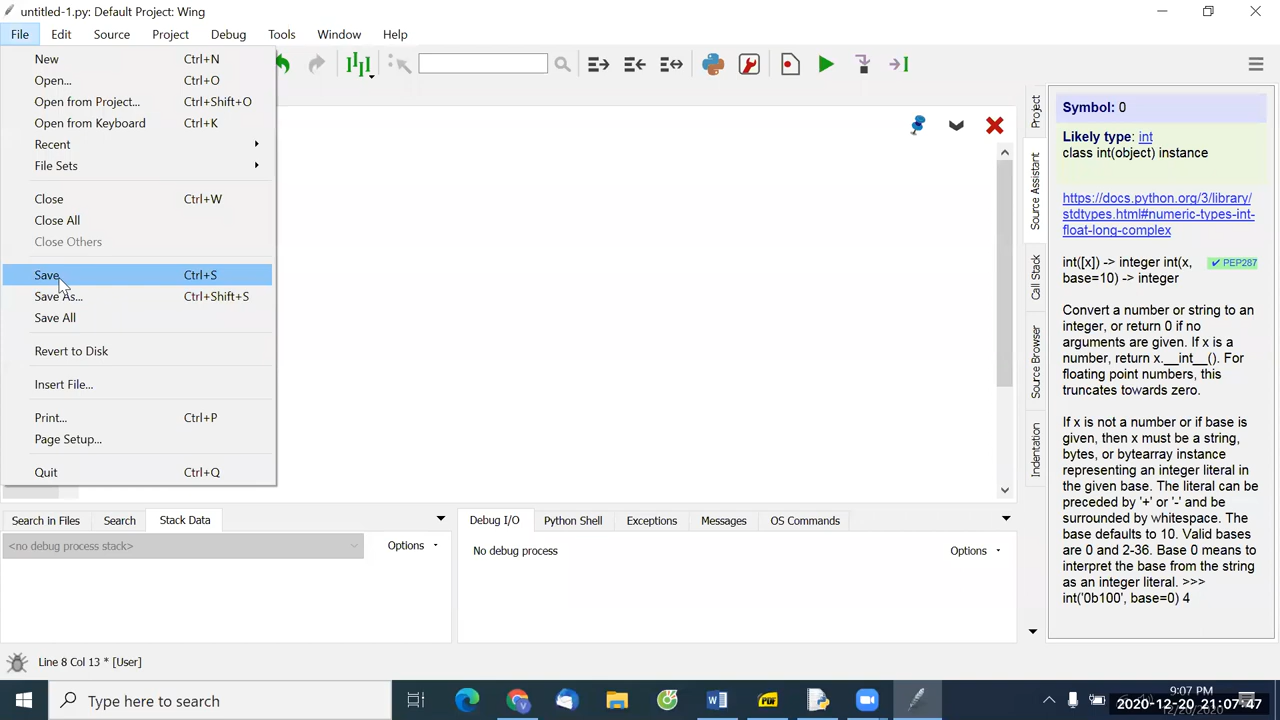 untitled-1.py: Default Project: Wing
File Edit Source Project Debug Tools Window Help
New Ctrl+N
Open... Ctrl+O
Open from Project... Ctrl+Shift+O
Open from Keyboard Ctrl+K
Recent
File Sets
Close Ctrl+W
Close All
Close Others
Save Ctrl+S
Save As... Ctrl+Shift+S
Save All
Revert to Disk
Insert File...
Print... Ctrl+P
Page Setup...
Quit Ctrl+Q
Project
Source Assistant
Call Stack
Source Browser
Indentation
Symbol: 0
Likely type: int
class int(object) instance
https://docs.python.org/3/library/
stdtypes.html#numeric-types-int-
float-long-complex
int([x]) -> integer int(x, ✔ PEP287
base=10) -> integer
Convert a number or string to an
integer, or return 0 if no
arguments are given. If x is a
number, return x.__int__(). For
floating point numbers, this
truncates towards zero.
If x is not a number or if base is
given, then x must be a string,
bytes, or bytearray instance
representing an integer literal in
the given base. The literal can be
preceded by '+' or '-' and be
surrounded by whitespace. The
base defaults to 10. Valid bases
are 0 and 2-36. Base 0 means to
interpret the base from the string
as an integer literal. >>>
int('0b100', base=0) 4
Search in Files Search Stack Data
<no debug process stack> Options
Debug I/O Python Shell Exceptions Messages OS Commands
No debug process Options
Line 8 Col 13 * [User]
Type here to search
PDF
9:07 PM
2020-12-20 21:07:47